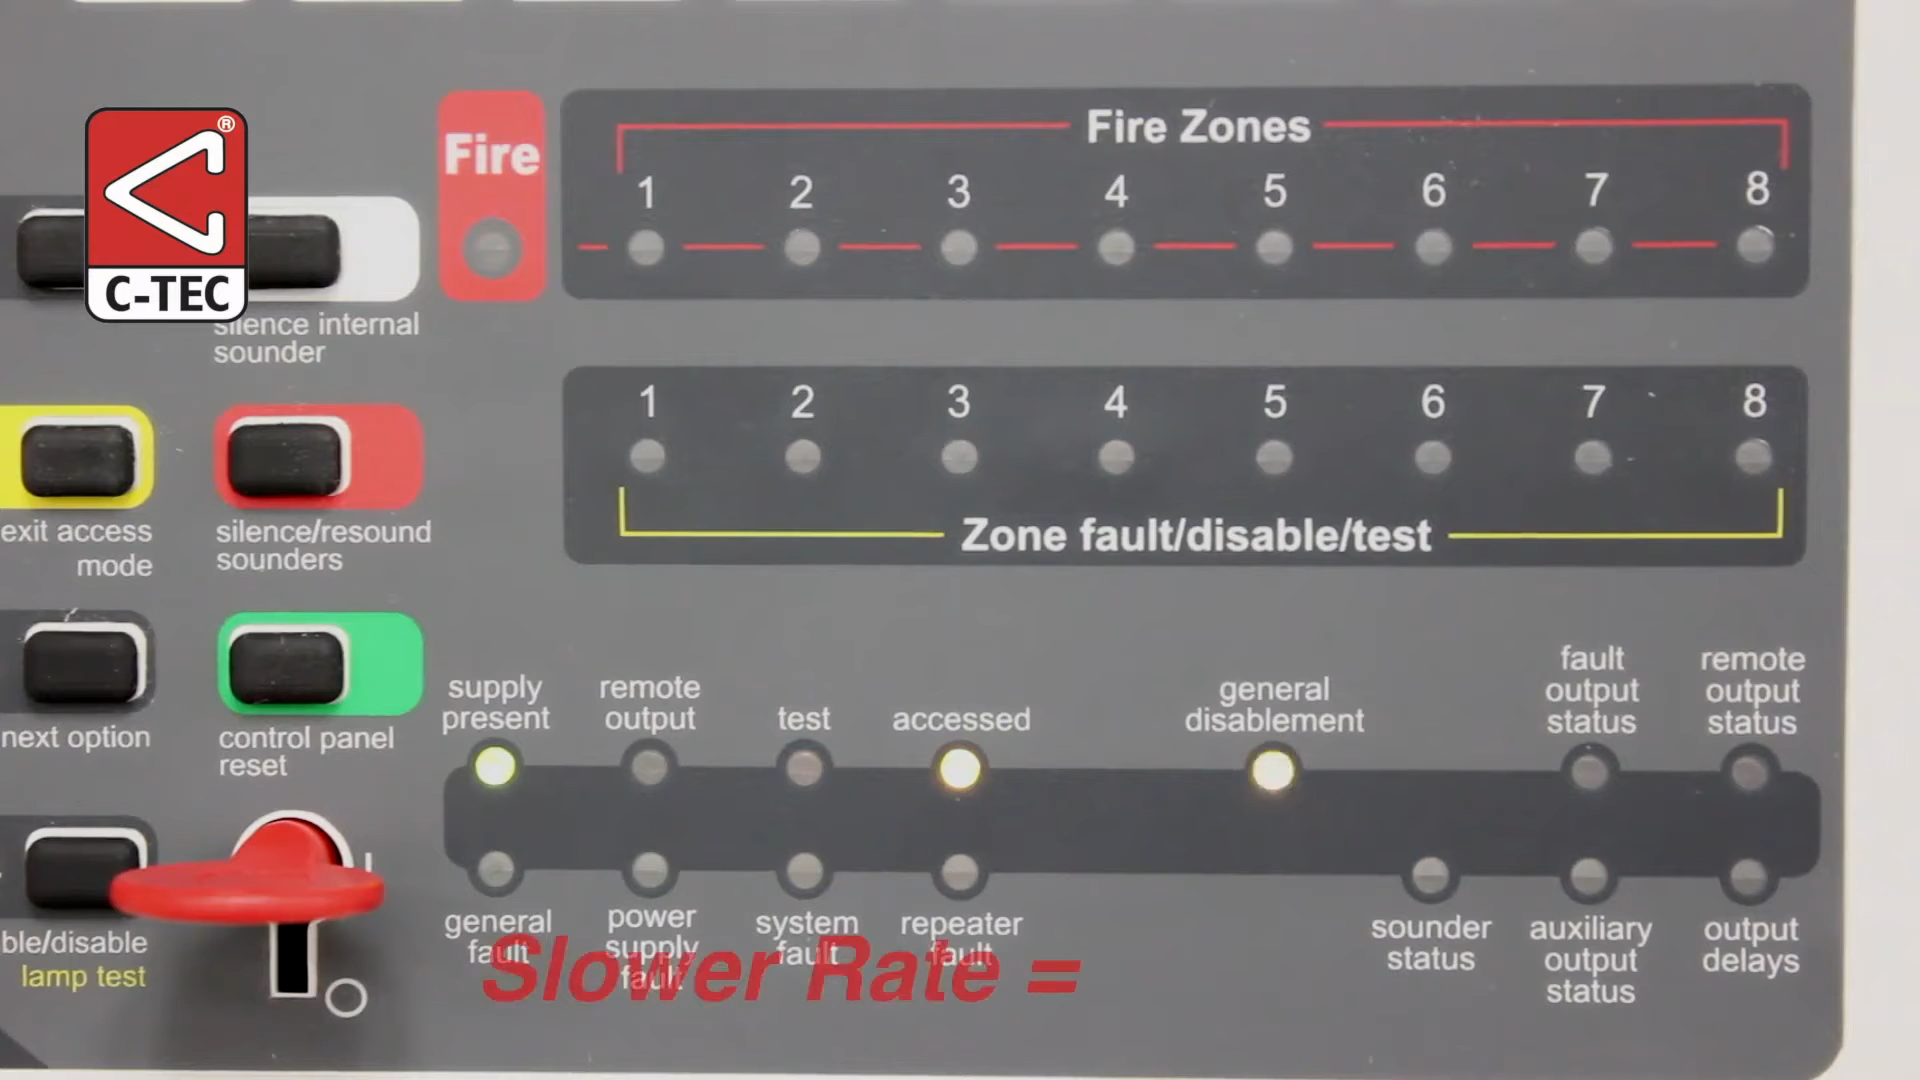 ®
C-TEC
Fire
Fire Zones
1 2 3 4 5 6 7 8
silence internal
sounder
1 2 3 4 5 6 7 8
Zone fault/disable/test
exit access
mode
silence/resound
sounders
next option
control panel
reset
supply
present
remote
output
test
accessed
general
disablement
fault
output
status
remote
output
status
ble/disable
lamp test
general
fault
power
supply
fault
system
fault
repeater
fault
sounder
status
auxiliary
output
status
output
delays
Slower Rate =